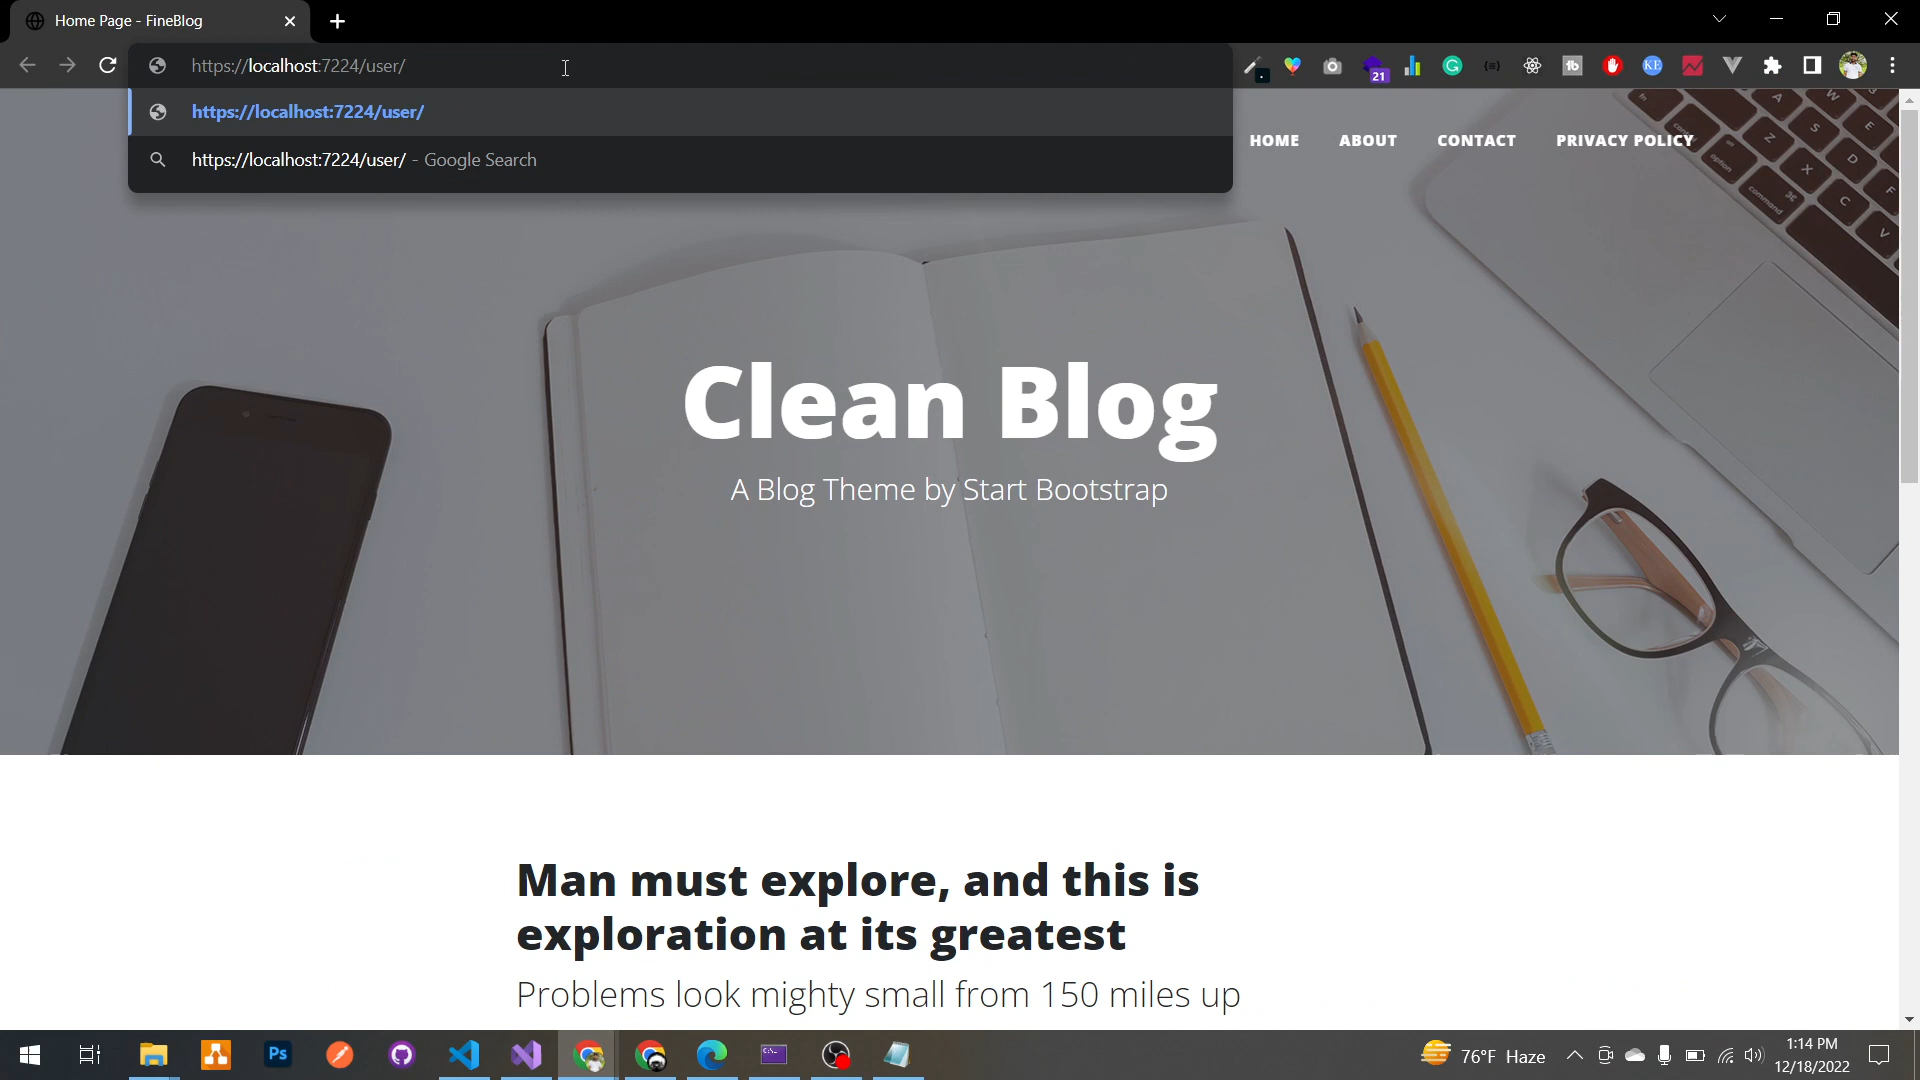 Home Page - FineBlog
https://localhost:7224/user/
21
https://localhost:7224/user/
https://localhost:7224/user/ - Google Search
HOME ABOUT CONTACT PRIVACY POLICY
Clean Blog
A Blog Theme by Start Bootstrap
Man must explore, and this is
exploration at its greatest
Problems look mighty small from 150 miles up
Ps
76°F Haze
1:14 PM
12/18/2022